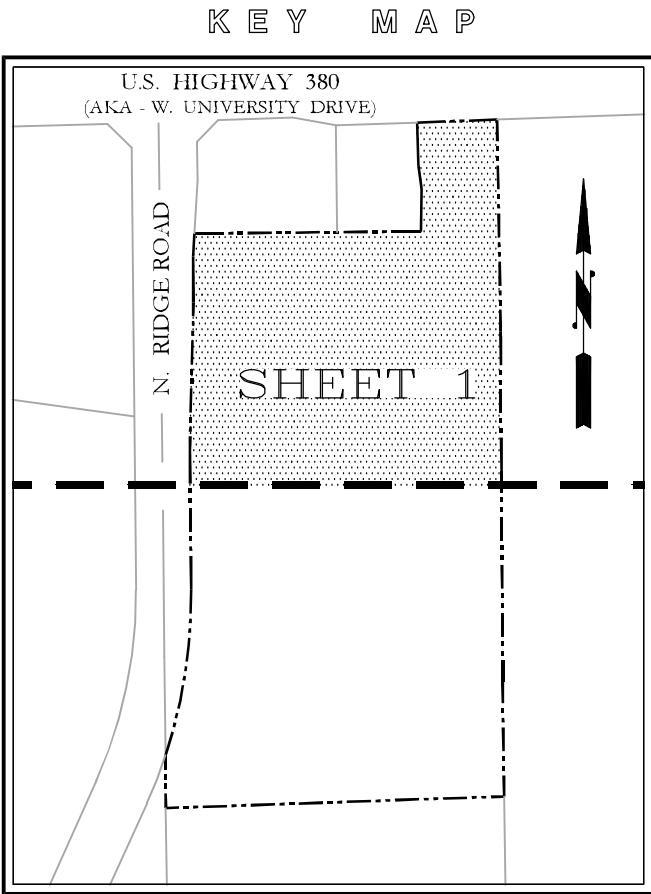 KEY MAP
U.S. HIGHWAY 380
(AKA - W. UNIVERSITY DRIVE)
N. RIDGE ROAD
N
SHEET 1